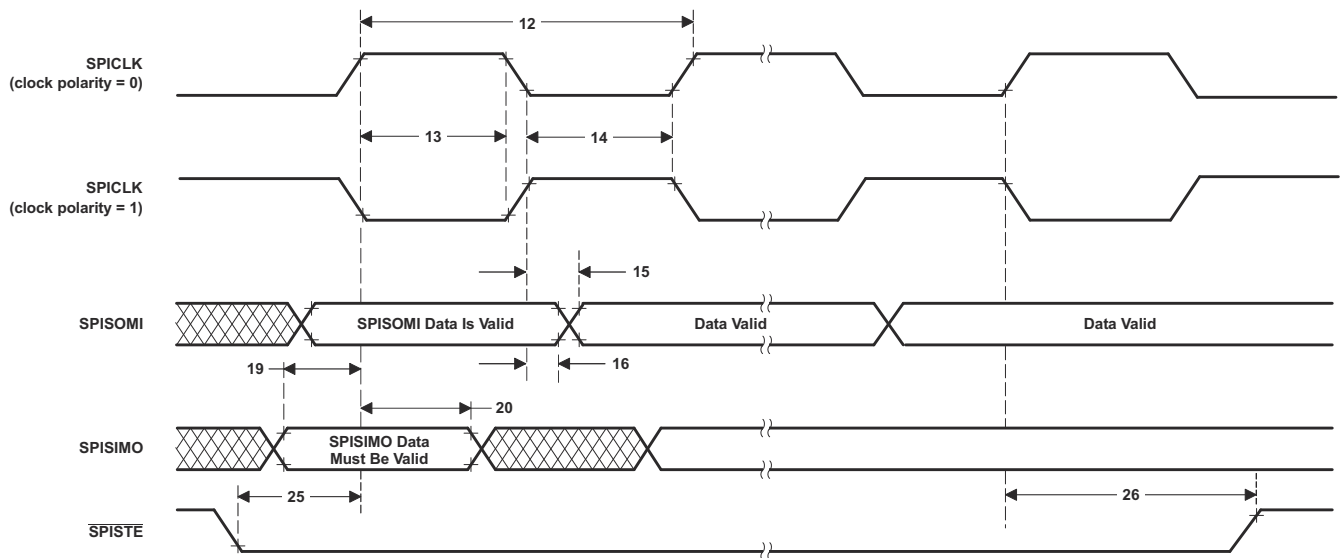 12
SPICLK
(clock polarity = 0)
13
14
SPICLK
(clock polarity = 1)
15
SPISOMI
SPISOMI Data Is Valid
Data Valid
Data Valid
16
19
20
SPISIMO
SPISIMO Data
Must Be Valid
25
26
SPISTE